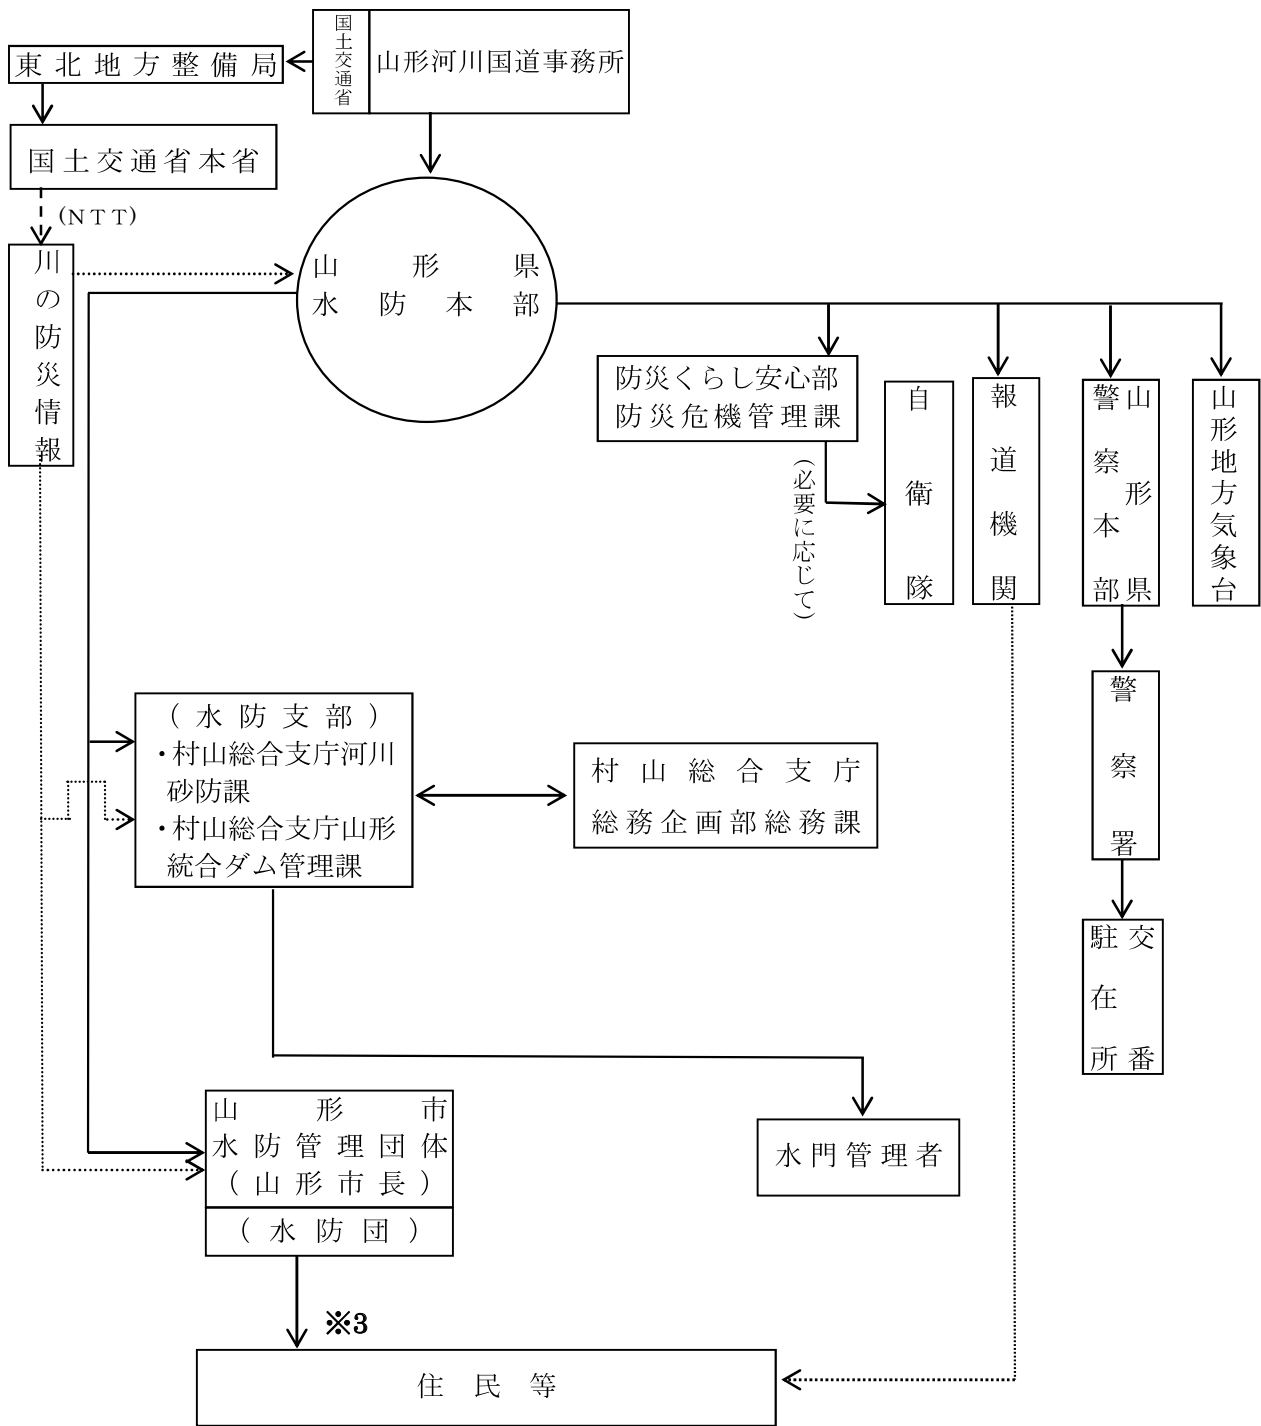 国土交通省
山形河川国道事務所
東北地方整備局
国土交通省本省
(NTT)
川の防災情報
山形県
水防本部
防災くらし安心部
防災危機管理課
(必要に応じて)
自衛隊
報道機関
山形県
警察本部
山形地方気象台
警察署
交番
駐在所
(水防支部)
・村山総合支庁河川
砂防課
・村山総合支庁山形
統合ダム管理課
村山総合支庁
総務企画部総務課
山形市
水防管理団体
(山形市長)
(水防団)
水門管理者
※3
住民等